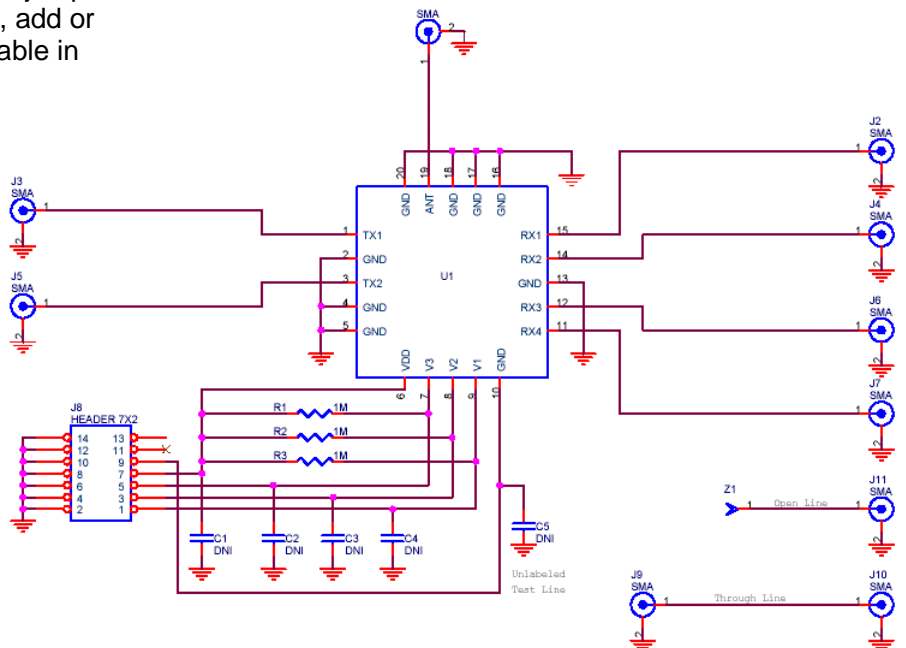 , add or
able in
SMA
2
1
20
19
18
17
16
GND
ANT
GND
GND
GND
J3
SMA
1
2
J5
SMA
1
2
1
TX1
2
GND
3
TX2
4
GND
5
GND
U1
RX1
15
RX2
14
GND
13
RX3
12
RX4
11
VDD
V3
V2
V1
GND
6
7
8
9
10
J2
SMA
1
2
J4
SMA
1
2
J6
SMA
1
2
J7
SMA
1
2
R1
1M
R2
1M
R3
1M
J8
HEADER 7X2
14 13
12 11
10 9
8 7
6 5
4 3
2 1
C1
DNI
C2
DNI
C3
DNI
C4
DNI
C5
DNI
Unlabeled
Test Line
Z1
1
Open Line
J11
SMA
1
2
J9
SMA
1
2
Through Line
J10
SMA
1
2